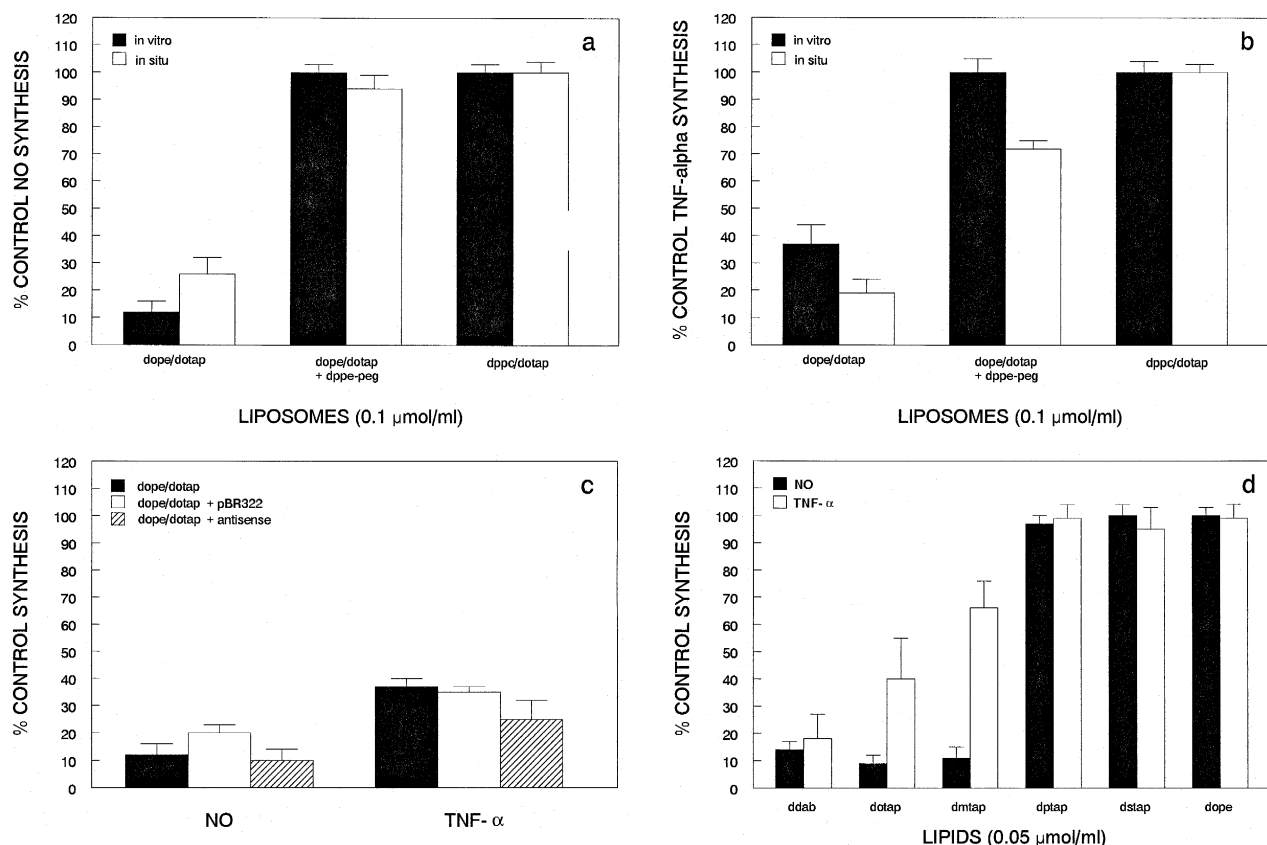 % CONTROL NO SYNTHESIS
120
110
100
90
80
70
60
50
40
30
20
10
0
in vitro
in situ
a
dope/dotap
dope/dotap
+ dppe-peg
dppc/dotap
LIPOSOMES (0.1 µmol/ml)
% CONTROL TNF-alpha SYNTHESIS
120
110
100
90
80
70
60
50
40
30
20
10
0
in vitro
in situ
b
dope/dotap
dope/dotap
+ dppe-peg
dppc/dotap
LIPOSOMES (0.1 µmol/ml)
% CONTROL SYNTHESIS
120
110
100
90
80
70
60
50
40
30
20
10
0
dope/dotap
dope/dotap + pBR322
dope/dotap + antisense
c
NO
TNF- α
% CONTROL SYNTHESIS
120
110
100
90
80
70
60
50
40
30
20
10
0
NO
TNF- α
d
ddab
dotap
dmtap
dptap
dstap
dope
LIPIDS (0.05 µmol/ml)